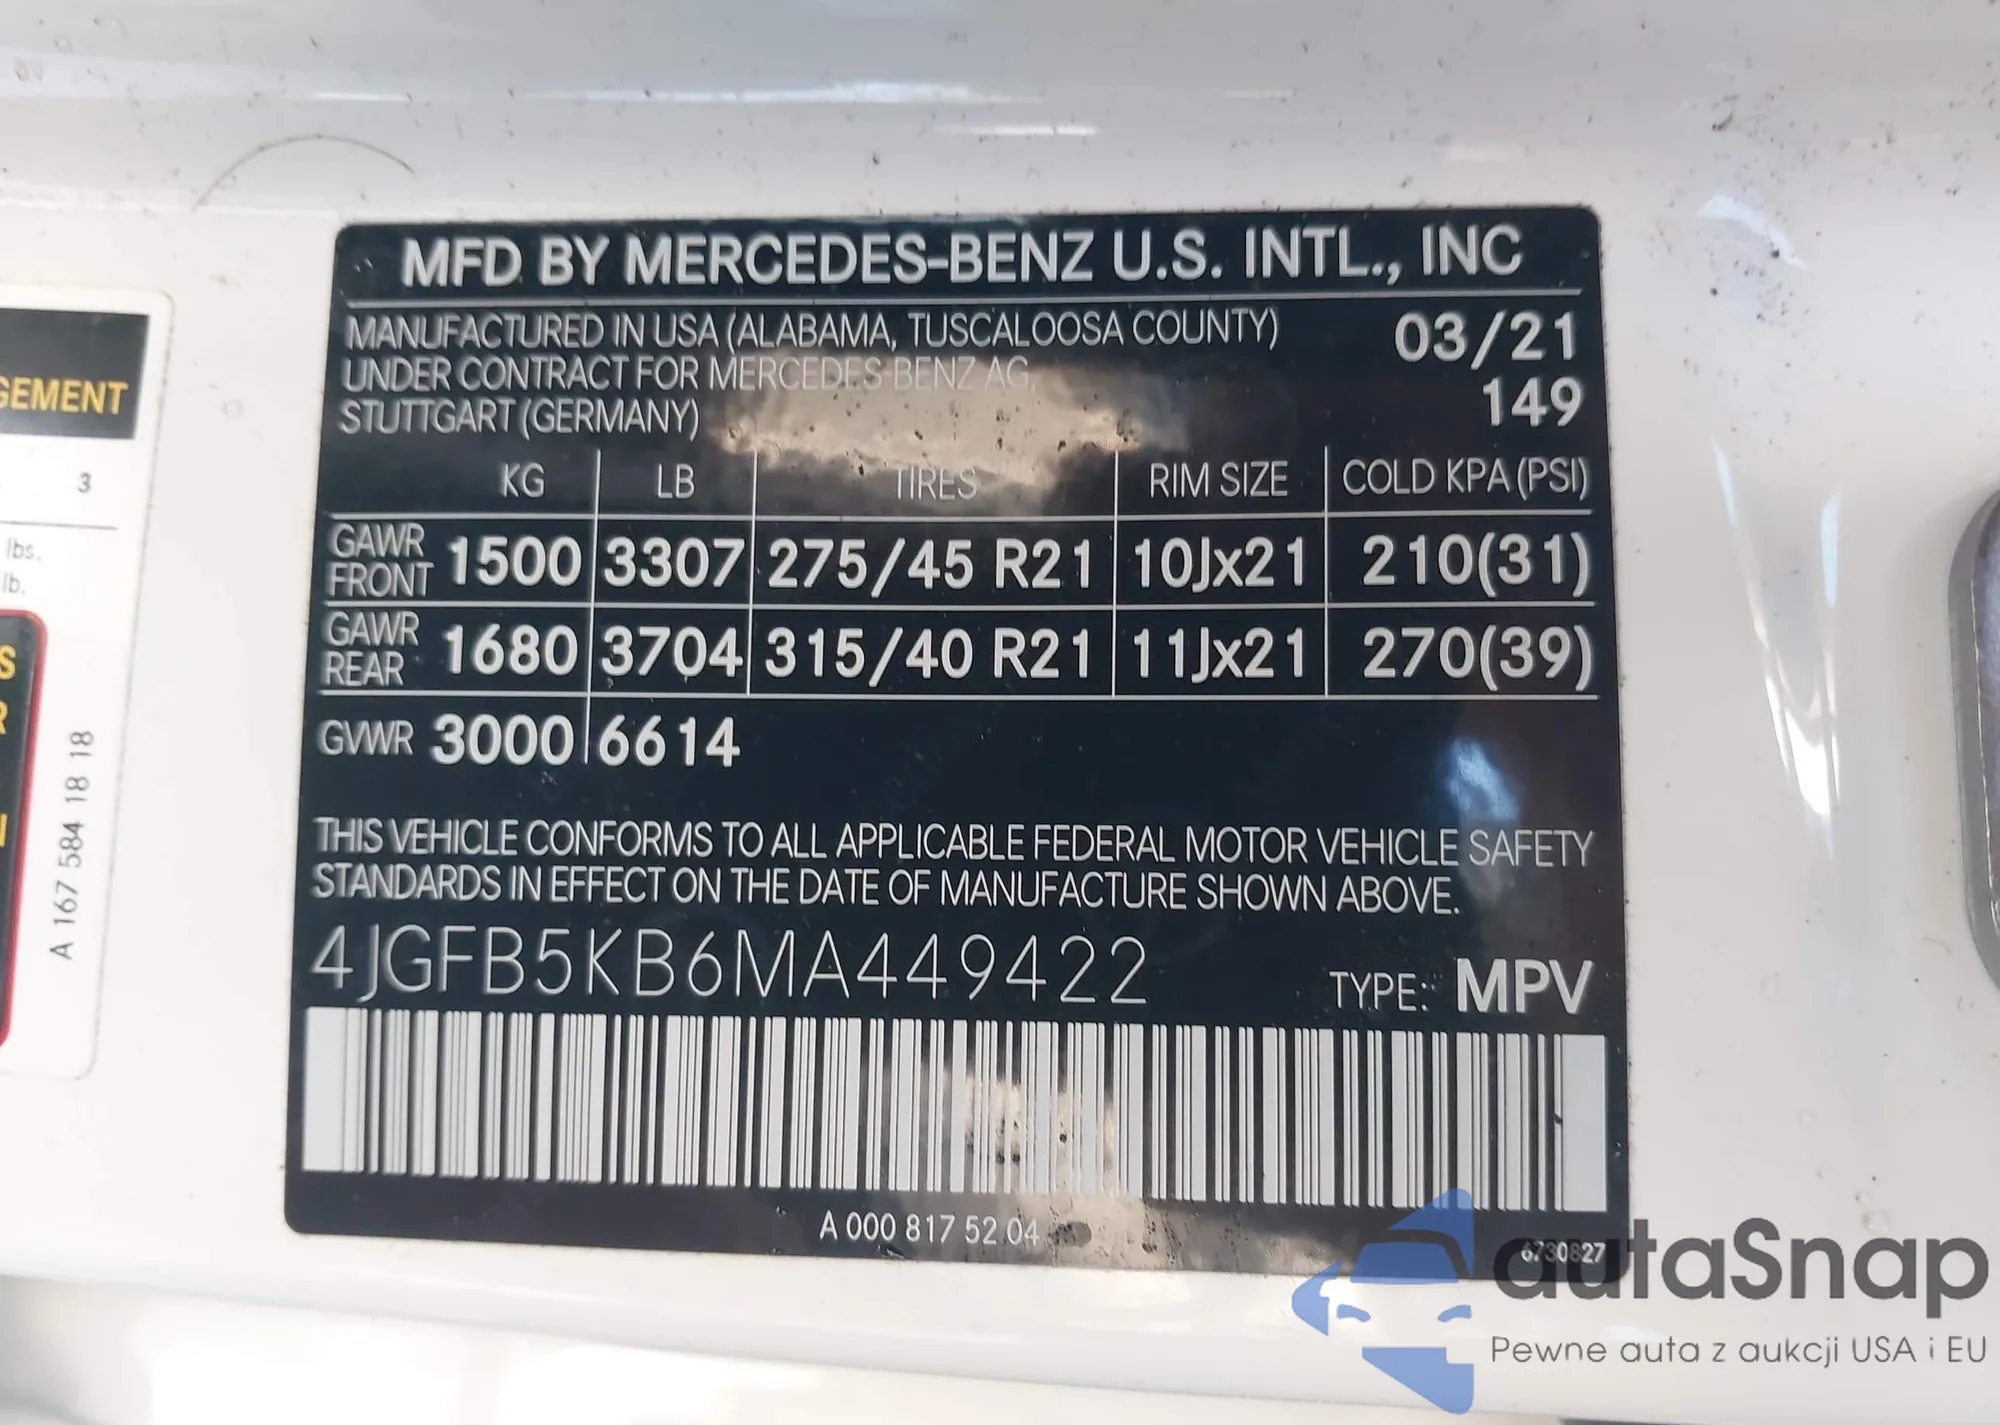 MFD BY MERCEDES-BENZ U.S. INTL., INC
MANUFACTURED IN USA (ALABAMA, TUSCALOOSA COUNTY) 03/21
UNDER CONTRACT FOR MERCEDES BENZ AG,
149
STUTTGART (GERMANY)
KG LB TIRES RIM SIZE COLD KPA (PSI)
GAWR FRONT 1500 3307 275/45 R21 10Jx21 210(31)
GAWR REAR 1680 3704 315/40 R21 11Jx21 270(39)
GVWR 3000 6614
THIS VEHICLE CONFORMS TO ALL APPLICABLE FEDERAL MOTOR VEHICLE SAFETY
STANDARDS IN EFFECT ON THE DATE OF MANUFACTURE SHOWN ABOVE.
4JGFB5KB6MA449422 TYPE: MPV
A 000 817 52 04
6730827
3
lbs.
lb.
A 167 584 18 18
autaSnap
Pewne auta z aukcji USA i EU